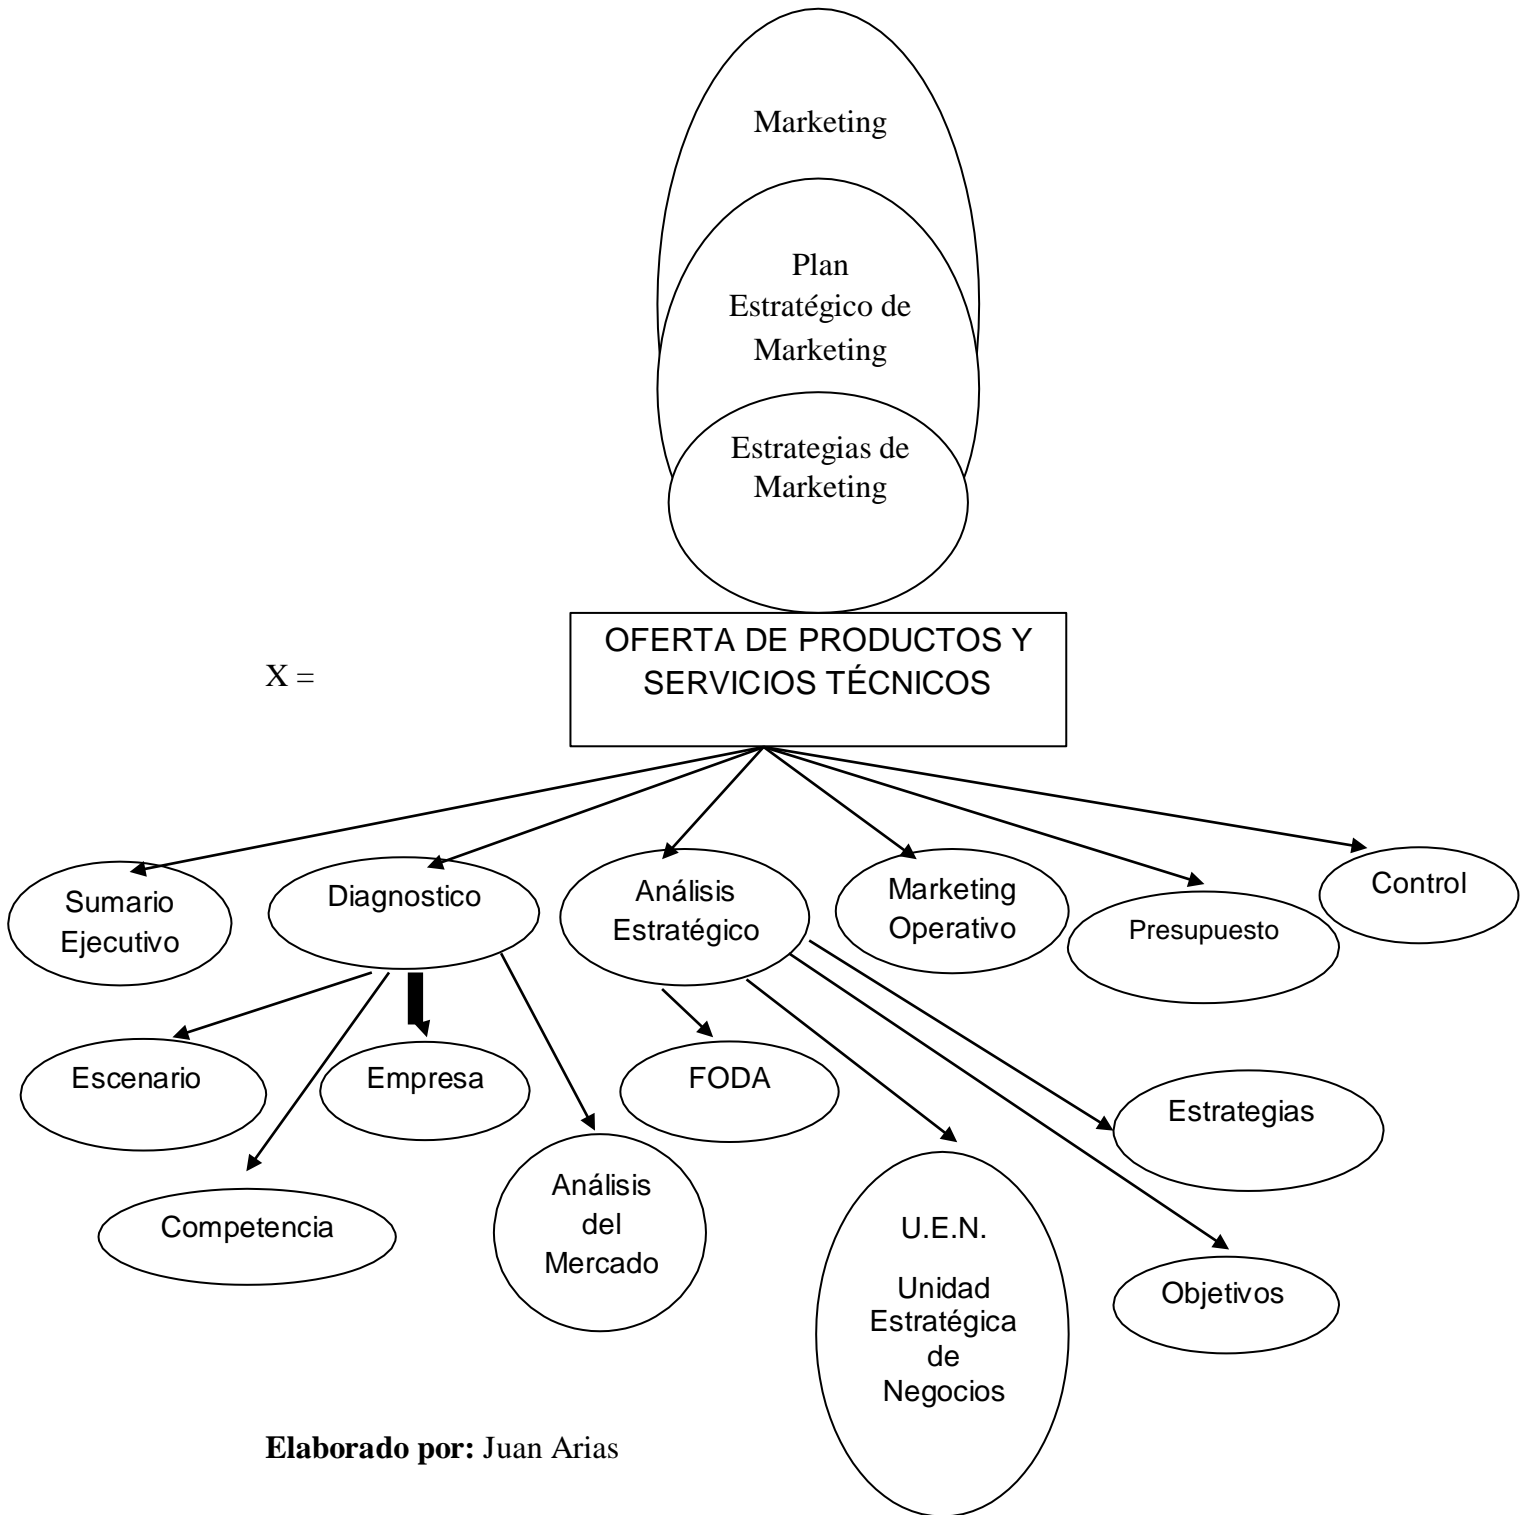 Marketing
Plan
Estratégico de
Marketing
Estrategias de
Marketing
X =
OFERTA DE PRODUCTOS Y
SERVICIOS TÉCNICOS
Sumario
Ejecutivo
Diagnostico
Análisis
Estratégico
Marketing
Operativo
Presupuesto
Control
Escenario
Empresa
FODA
Estrategias
Competencia
Análisis
del
Mercado
U.E.N.
Unidad
Estratégica
de
Negocios
Objetivos
Elaborado por: Juan Arias